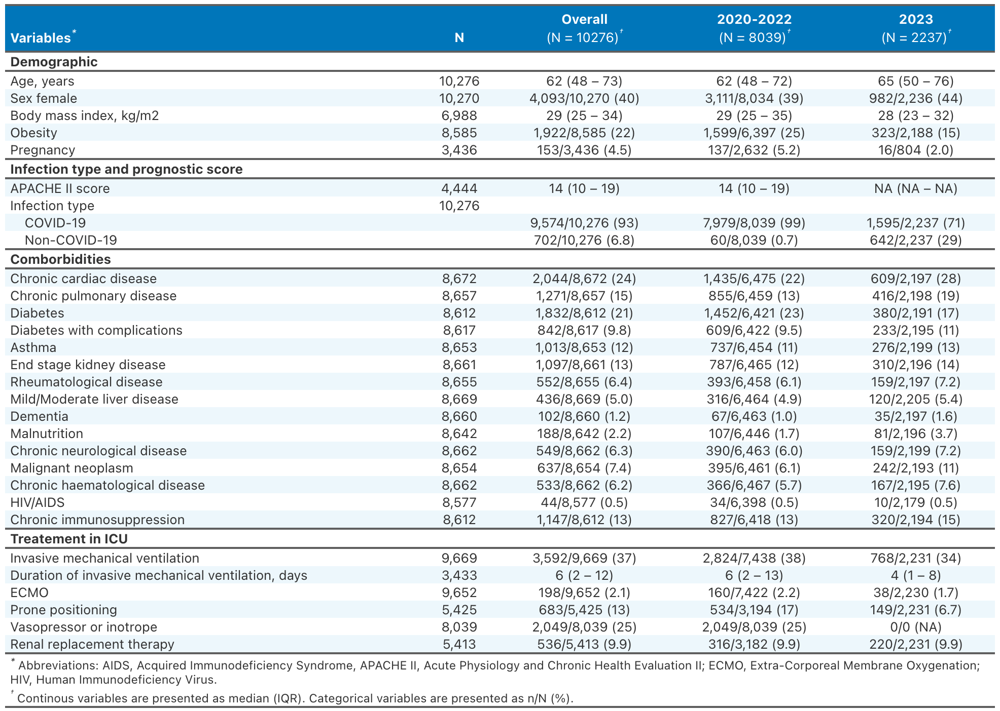 Variables* N Overall (N = 10276)† 2020-2022 (N = 8039)† 2023 (N = 2237)†
Demographic
Age, years 10,276 62 (48 – 73) 62 (48 – 72) 65 (50 – 76)
Sex female 10,270 4,093/10,270 (40) 3,111/8,034 (39) 982/2,236 (44)
Body mass index, kg/m2 6,988 29 (25 – 34) 29 (25 – 35) 28 (23 – 32)
Obesity 8,585 1,922/8,585 (22) 1,599/6,397 (25) 323/2,188 (15)
Pregnancy 3,436 153/3,436 (4.5) 137/2,632 (5.2) 16/804 (2.0)
Infection type and prognostic score
APACHE II score 4,444 14 (10 – 19) 14 (10 – 19) NA (NA – NA)
Infection type 10,276
COVID-19 9,574/10,276 (93) 7,979/8,039 (99) 1,595/2,237 (71)
Non-COVID-19 702/10,276 (6.8) 60/8,039 (0.7) 642/2,237 (29)
Comborbidities
Chronic cardiac disease 8,672 2,044/8,672 (24) 1,435/6,475 (22) 609/2,197 (28)
Chronic pulmonary disease 8,657 1,271/8,657 (15) 855/6,459 (13) 416/2,198 (19)
Diabetes 8,612 1,832/8,612 (21) 1,452/6,421 (23) 380/2,191 (17)
Diabetes with complications 8,617 842/8,617 (9.8) 609/6,422 (9.5) 233/2,195 (11)
Asthma 8,653 1,013/8,653 (12) 737/6,454 (11) 276/2,199 (13)
End stage kidney disease 8,661 1,097/8,661 (13) 787/6,465 (12) 310/2,196 (14)
Rheumatological disease 8,655 552/8,655 (6.4) 393/6,458 (6.1) 159/2,197 (7.2)
Mild/Moderate liver disease 8,669 436/8,669 (5.0) 316/6,464 (4.9) 120/2,205 (5.4)
Dementia 8,660 102/8,660 (1.2) 67/6,463 (1.0) 35/2,197 (1.6)
Malnutrition 8,642 188/8,642 (2.2) 107/6,446 (1.7) 81/2,196 (3.7)
Chronic neurological disease 8,662 549/8,662 (6.3) 390/6,463 (6.0) 159/2,199 (7.2)
Malignant neoplasm 8,654 637/8,654 (7.4) 395/6,461 (6.1) 242/2,193 (11)
Chronic haematological disease 8,662 533/8,662 (6.2) 366/6,467 (5.7) 167/2,195 (7.6)
HIV/AIDS 8,577 44/8,577 (0.5) 34/6,398 (0.5) 10/2,179 (0.5)
Chronic immunosuppression 8,612 1,147/8,612 (13) 827/6,418 (13) 320/2,194 (15)
Treatement in ICU
Invasive mechanical ventilation 9,669 3,592/9,669 (37) 2,824/7,438 (38) 768/2,231 (34)
Duration of invasive mechanical ventilation, days 3,433 6 (2 – 12) 6 (2 – 13) 4 (1 – 8)
ECMO 9,652 198/9,652 (2.1) 160/7,422 (2.2) 38/2,230 (1.7)
Prone positioning 5,425 683/5,425 (13) 534/3,194 (17) 149/2,231 (6.7)
Vasopressor or inotrope 8,039 2,049/8,039 (25) 2,049/8,039 (25) 0/0 (NA)
Renal replacement therapy 5,413 536/5,413 (9.9) 316/3,182 (9.9) 220/2,231 (9.9)
* Abbreviations: AIDS, Acquired Immunodeficiency Syndrome, APACHE II, Acute Physiology and Chronic Health Evaluation II; ECMO, Extra-Corporeal Membrane Oxygenation;
HIV, Human Immunodeficiency Virus.
† Continous variables are presented as median (IQR). Categorical variables are presented as n/N (%).